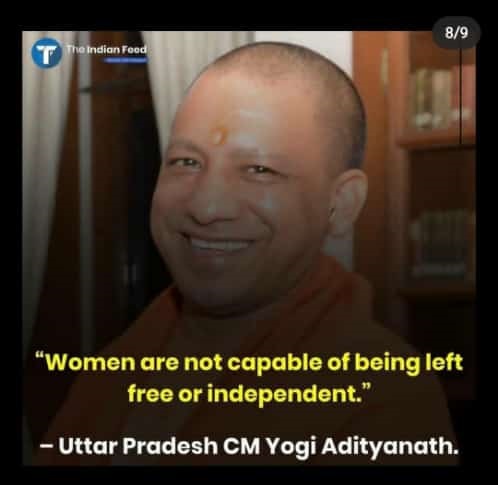 8/9
The Indian Feed
“Women are not capable of being left
free or independent.”
– Uttar Pradesh CM Yogi Adityanath.